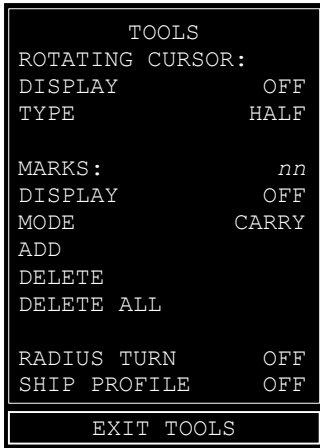 TOOLS
ROTATING CURSOR:
DISPLAY OFF
TYPE HALF
MARKS: nn
DISPLAY OFF
MODE CARRY
ADD
DELETE
DELETE ALL
RADIUS TURN OFF
SHIP PROFILE OFF
EXIT TOOLS